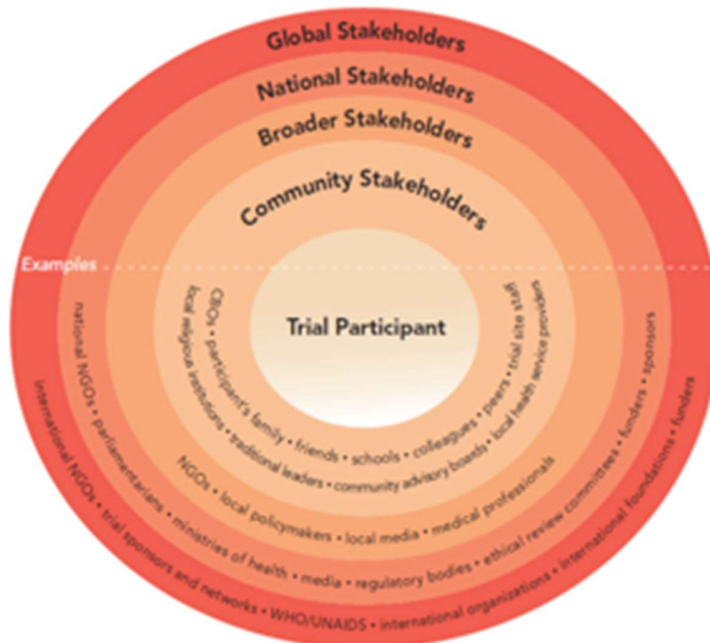 Global Stakeholders
National Stakeholders
Broader Stakeholders
Community Stakeholders
Examples
Trial Participant
CBOs • participant's family • friends • schools • colleagues • peers • trial site staff
local religious institutions • traditional leaders • community advisory boards • local health service providers
NGOs • local policymakers • local media • medical professionals
national NGOs • parliamentarians • ministries of health • media • regulatory bodies • ethical review committees • funders • sponsors
international NGOs • trial sponsors and networks • WHO/UNAIDS • international organizations • international foundations • funders